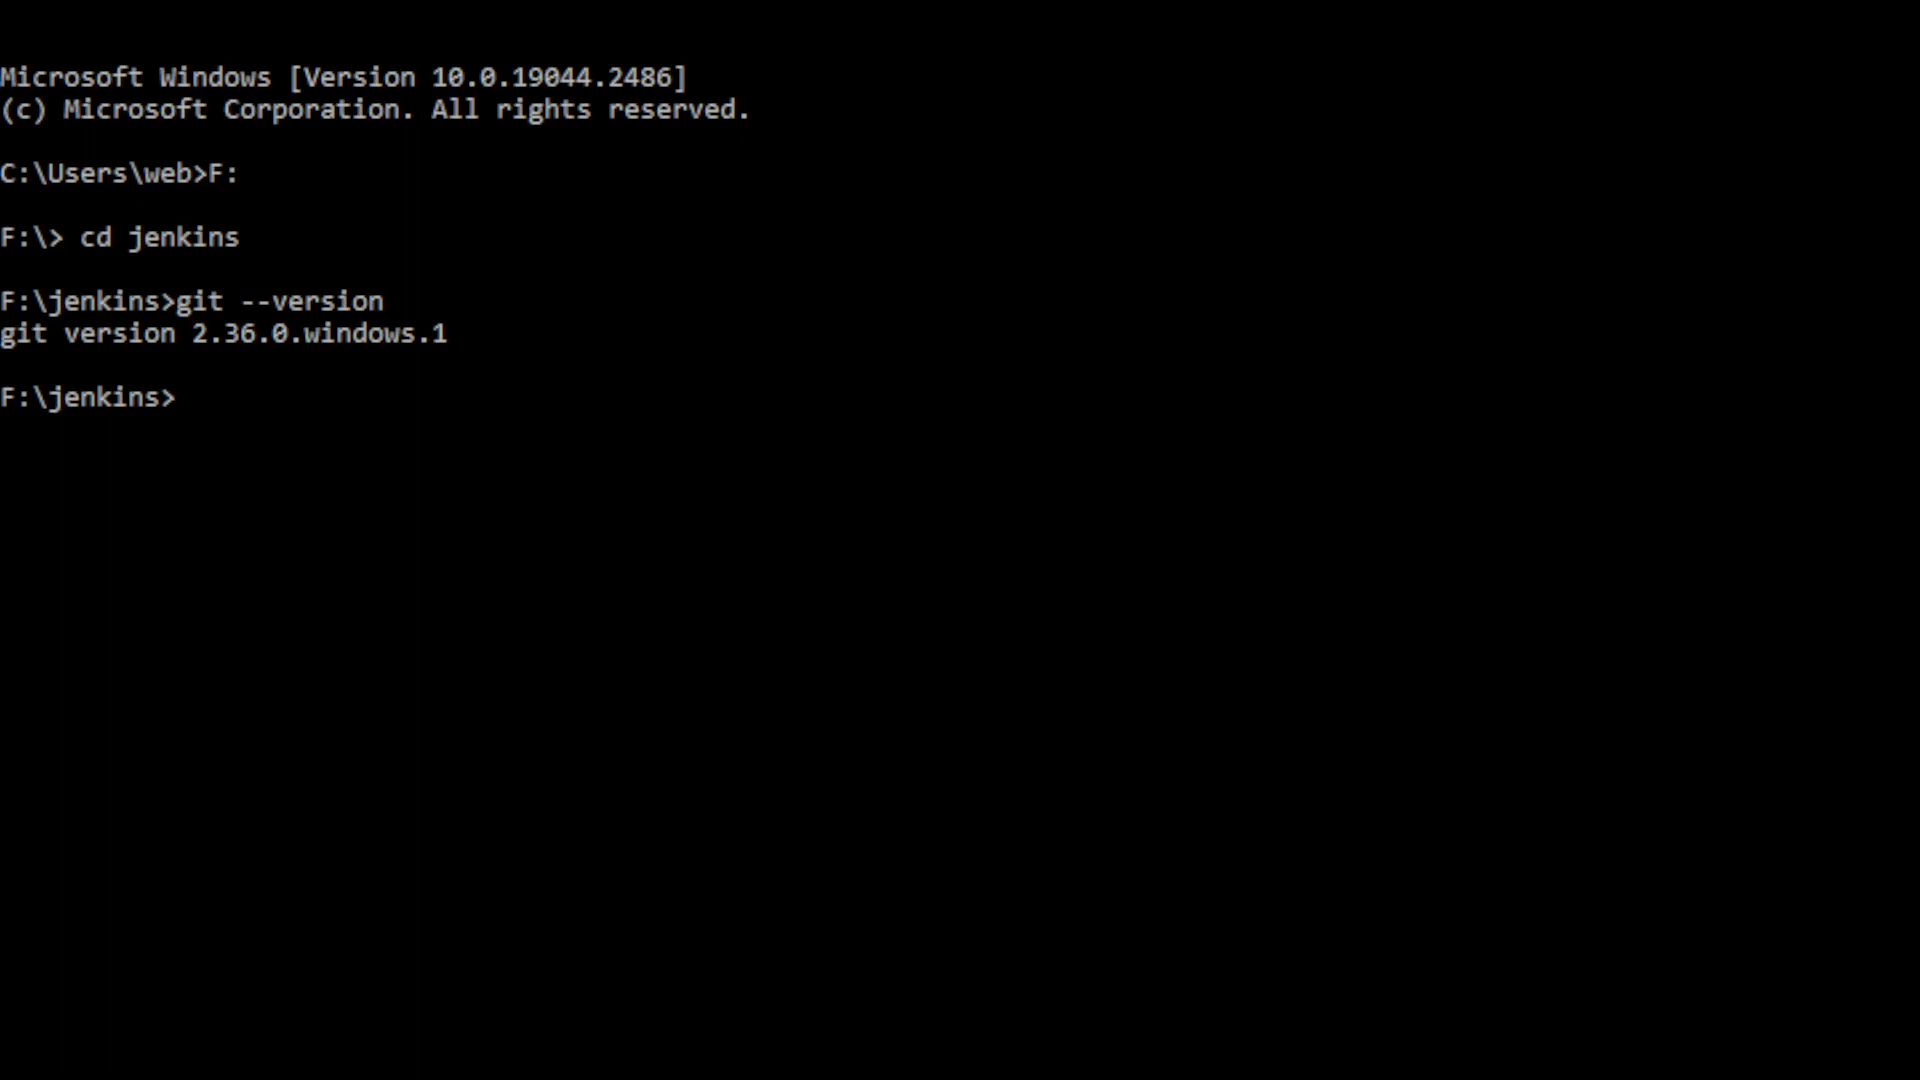 Microsoft Windows [Version 10.0.19044.2486]
(c) Microsoft Corporation. All rights reserved.
C:\Users\web>F:
F:\> cd jenkins
F:\jenkins>git --version
git version 2.36.0.windows.1
F:\jenkins>